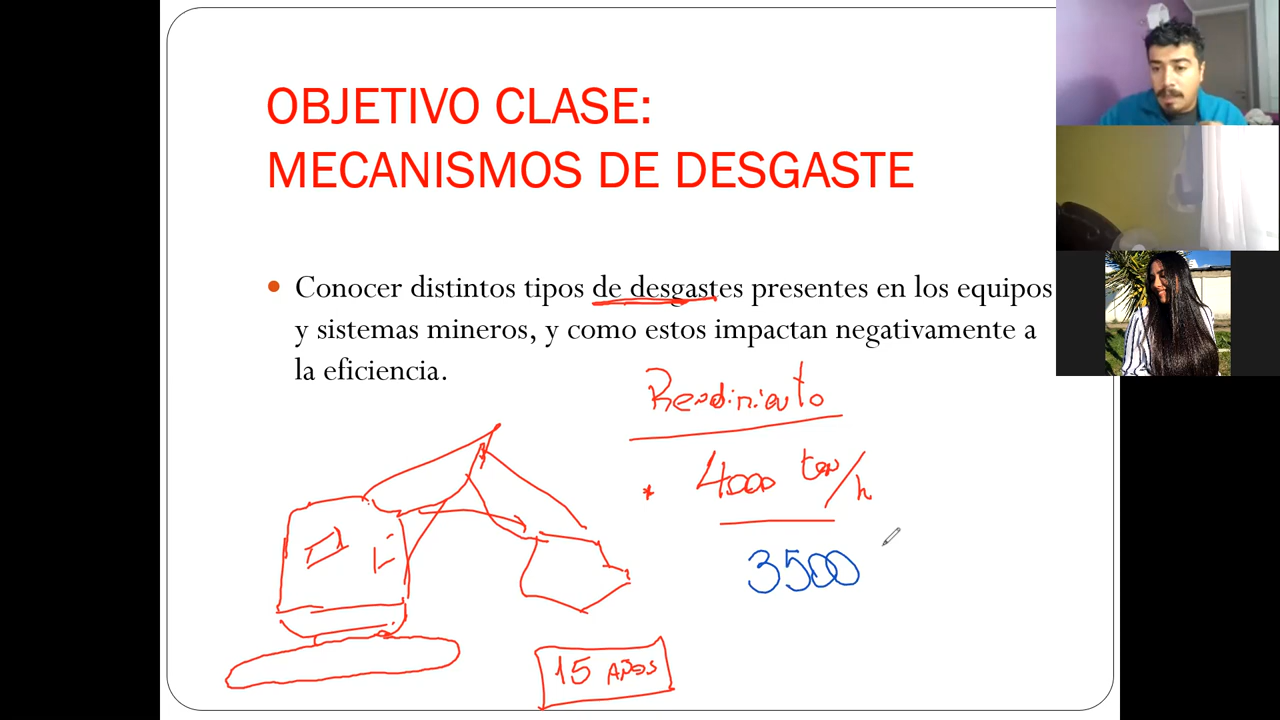 OBJETIVO CLASE:
MECANISMOS DE DESGASTE
Conocer distintos tipos de desgastes presentes en los equipos
y sistemas mineros, y como estos impactan negativamente a
la eficiencia.
Rendimiento
* 4000 ton/h
3500
15 AÑOS